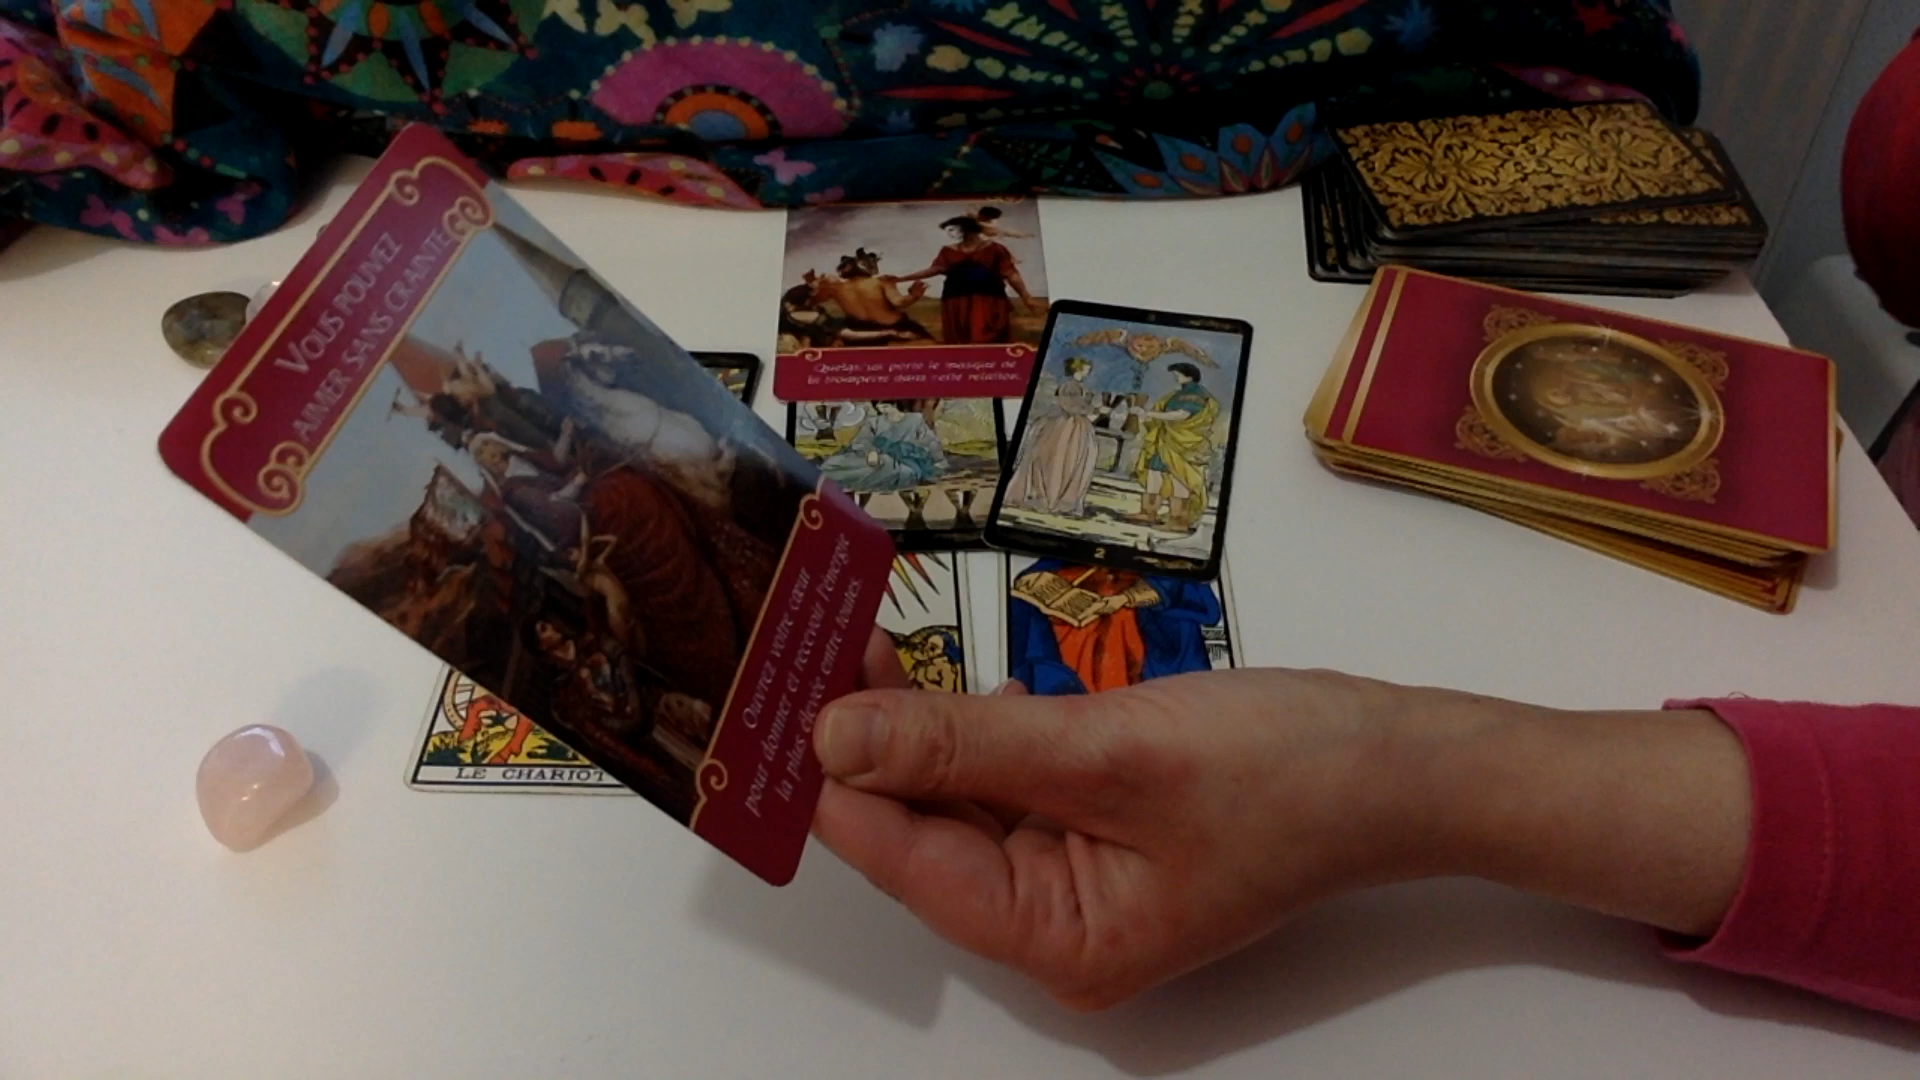 VOUS POUVEZ
AIMER SANS CRAINTE
Ouvrez votre cœur
pour donner et recevoir l'énergie
la plus élevée entre toutes.
Quelqu'un porte le masque de
la tromperie dans cette relation.
2
LE CHARIOT